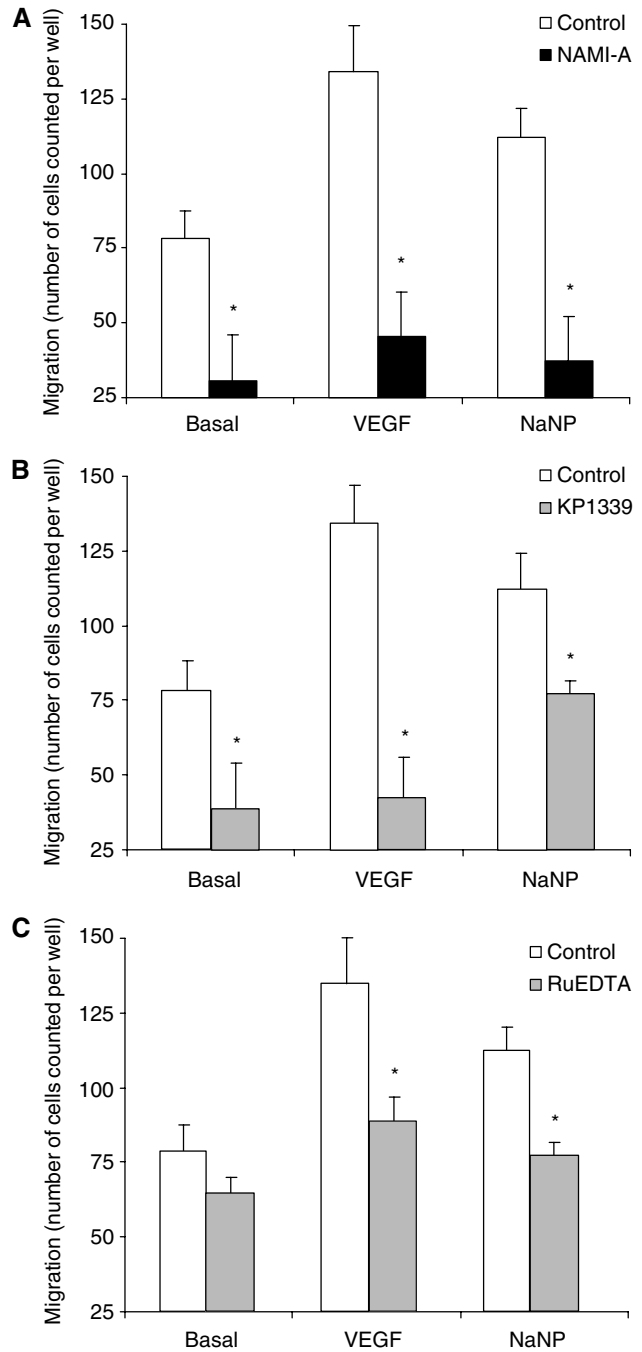 A
Migration (number of cells counted per well)
150
125
100
75
50
25
Control
NAMI-A
*
*
*
Basal
VEGF
NaNP
B
Migration (number of cells counted per well)
150
125
100
75
50
25
Control
KP1339
*
*
*
Basal
VEGF
NaNP
C
Migration (number of cells counted per well)
150
125
100
75
50
25
Control
RuEDTA
*
*
Basal
VEGF
NaNP